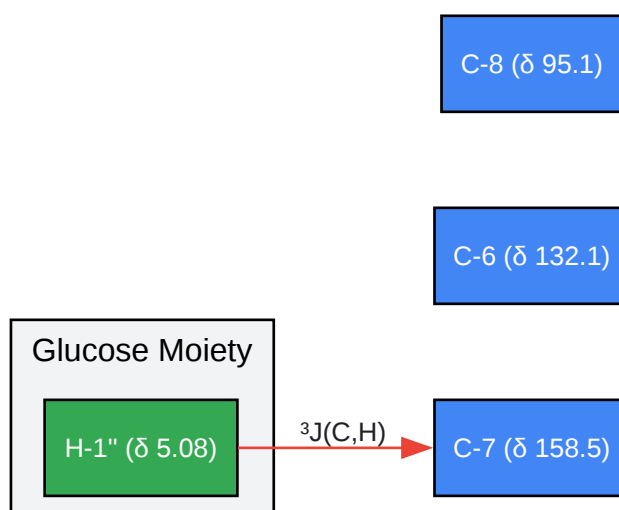 C-8 (δ 95.1)
C-6 (δ 132.1)
Glucose Moiety
H-1" (δ 5.08)
³J(C,H)
C-7 (δ 158.5)